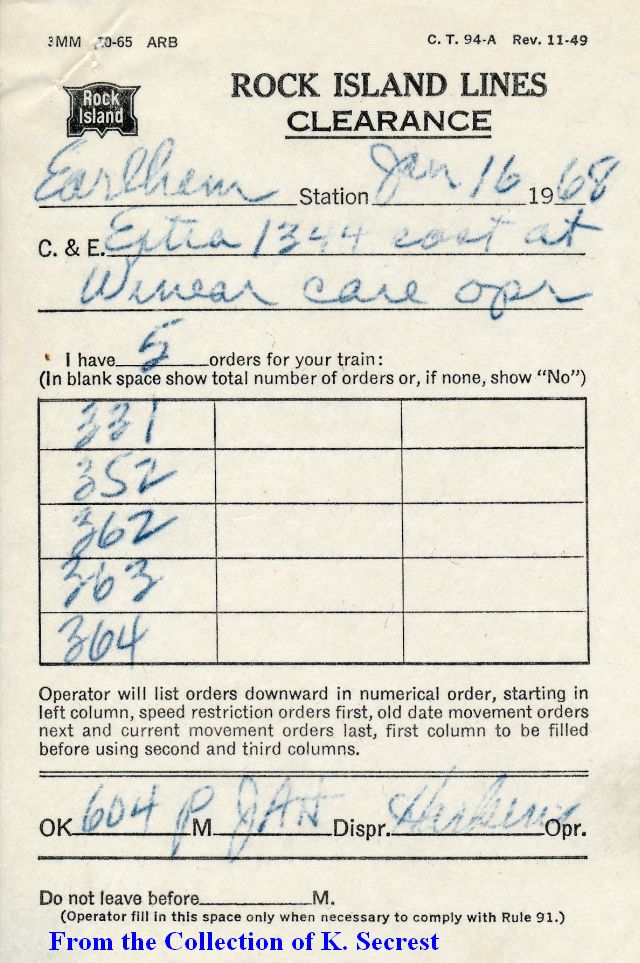 3MM 10-65 ARB C. T. 94-A Rev. 11-49
Rock Island
ROCK ISLAND LINES
CLEARANCE
Earlham Station Jan 16 1968
C. & E. Extra 1344 east at
care opr
I have 5 orders for your train:
(In blank space show total number of orders or, if none, show "No")
331
352
362
363
364
Operator will list orders downward in numerical order, starting in
left column, speed restriction orders first, old date movement orders
next and current movement orders last, first column to be filled
before using second and third columns.
OK 604 P M. JAH Dispr. Opr.
Do not leave before M.
(Operator fill in this space only when necessary to comply with Rule 91.)
From the Collection of K. Secrest